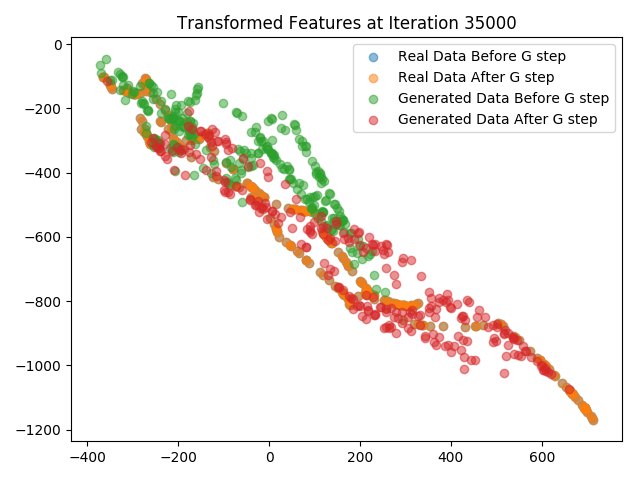 Transformed Features at Iteration 35000
Real Data Before G step
Real Data After G step
Generated Data Before G step
Generated Data After G step
0
−200
−400
−600
−800
−1000
−1200
−400 −200 0 200 400 600